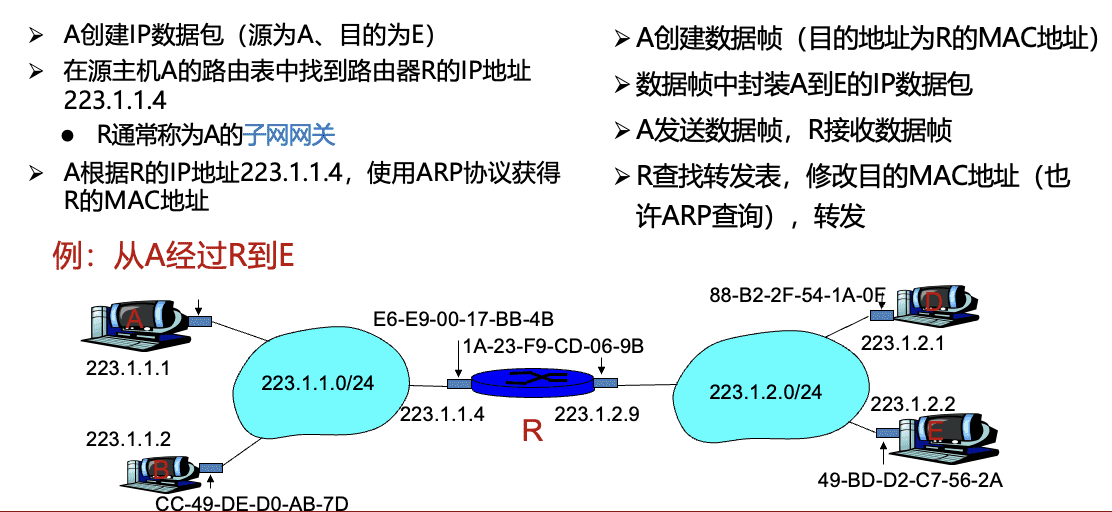 ➢ A创建IP数据包（源为A、目的为E）
➢ 在源主机A的路由表中找到路由器R的IP地址
223.1.1.4
● R通常称为A的子网网关
➢ A根据R的IP地址223.1.1.4，使用ARP协议获得
R的MAC地址
➢A创建数据帧（目的地址为R的MAC地址）
➢数据帧中封装A到E的IP数据包
➢A发送数据帧，R接收数据帧
➢R查找转发表，修改目的MAC地址（也
许ARP查询），转发
例：从A经过R到E
A
223.1.1.1
223.1.1.2
B
CC-49-DE-D0-AB-7D
223.1.1.0/24
E6-E9-00-17-BB-4B
1A-23-F9-CD-06-9B
223.1.1.4
223.1.2.9
R
223.1.2.0/24
88-B2-2F-54-1A-0F
D
223.1.2.1
223.1.2.2
E
49-BD-D2-C7-56-2A